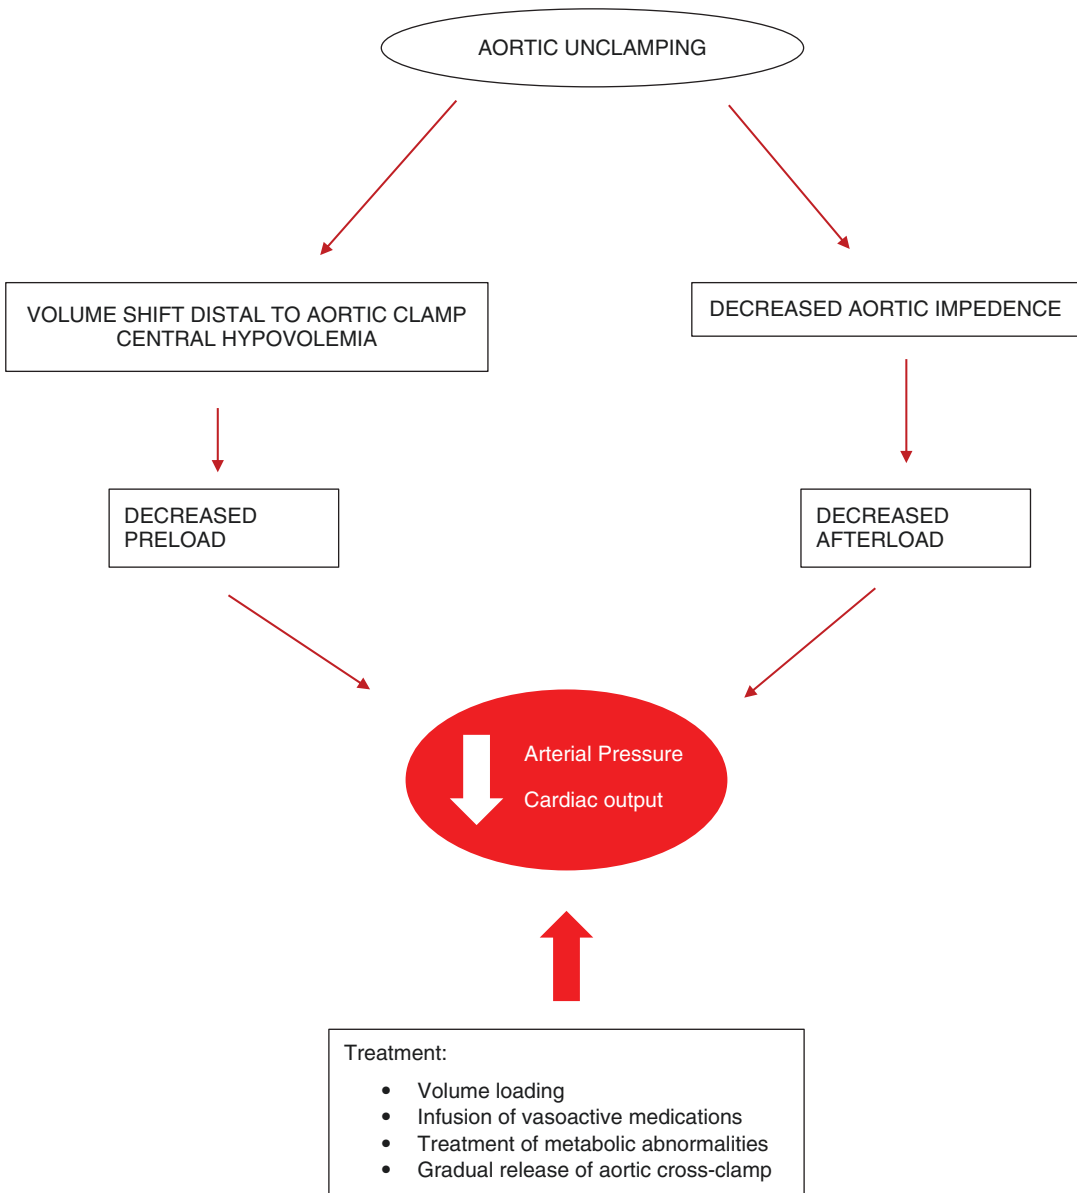 AORTIC UNCLAMPING
VOLUME SHIFT DISTAL TO AORTIC CLAMP
CENTRAL HYPOVOLEMIA
DECREASED AORTIC IMPEDENCE
DECREASED
PRELOAD
DECREASED
AFTERLOAD
Arterial Pressure
Cardiac output
Treatment:
• Volume loading
• Infusion of vasoactive medications
• Treatment of metabolic abnormalities
• Gradual release of aortic cross-clamp